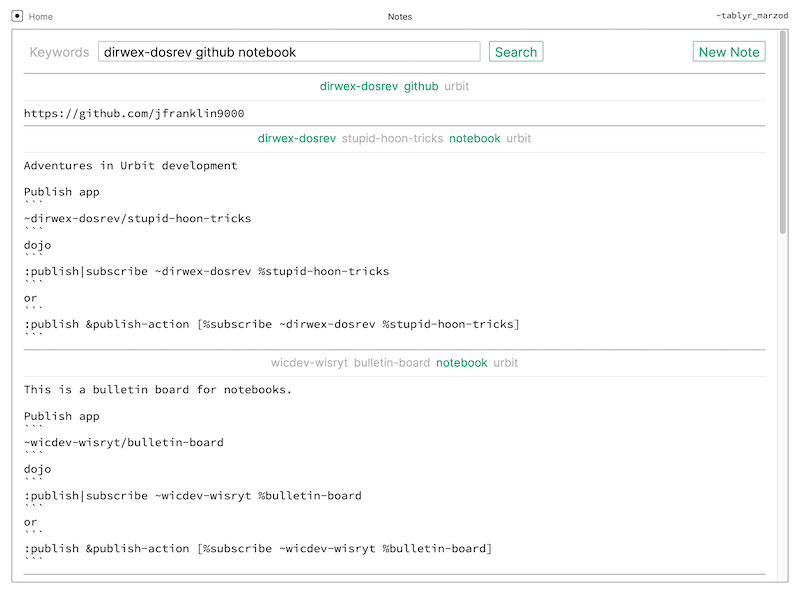 Home Notes ~tablyr_marzod
Keywords dirwex-dosrev github notebook Search New Note
dirwex-dosrev github urbit
https://github.com/jfranklin9000
dirwex-dosrev stupid-hoon-tricks notebook urbit
Adventures in Urbit development
Publish app
```
~dirwex-dosrev/stupid-hoon-tricks
```
dojo
```
:publish|subscribe ~dirwex-dosrev %stupid-hoon-tricks
```
or
```
:publish &publish-action [%subscribe ~dirwex-dosrev %stupid-hoon-tricks]
```
wicdev-wisryt bulletin-board notebook urbit
This is a bulletin board for notebooks.
Publish app
```
~wicdev-wisryt/bulletin-board
```
dojo
```
:publish|subscribe ~wicdev-wisryt %bulletin-board
```
or
```
:publish &publish-action [%subscribe ~wicdev-wisryt %bulletin-board]
```